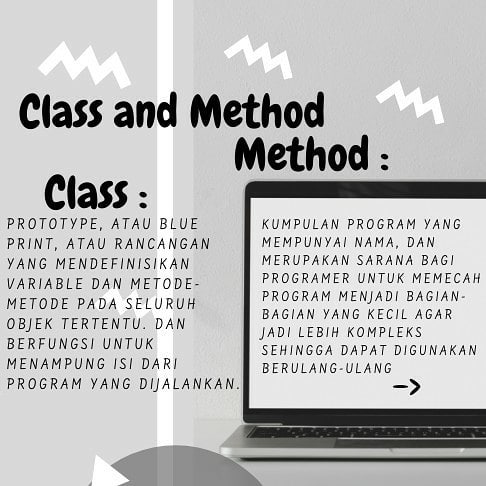 Class and Method
Class :
PROTOTYPE, ATAU BLUE
PRINT, ATAU RANCANGAN
YANG MENDEFINISIKAN
VARIABLE DAN METODE-
METODE PADA SELURUH
OBJEK TERTENTU. DAN
BERFUNGSI UNTUK
MENAMPUNG ISI DARI
PROGRAM YANG DIJALANKAN.
Method :
KUMPULAN PROGRAM YANG
MEMPUNYAI NAMA, DAN
MERUPAKAN SARANA BAGI
PROGRAMER UNTUK MEMECAH
PROGRAM MENJADI BAGIAN-
BAGIAN YANG KECIL AGAR
JADI LEBIH KOMPLEKS
SEHINGGA DAPAT DIGUNAKAN
BERULANG-ULANG